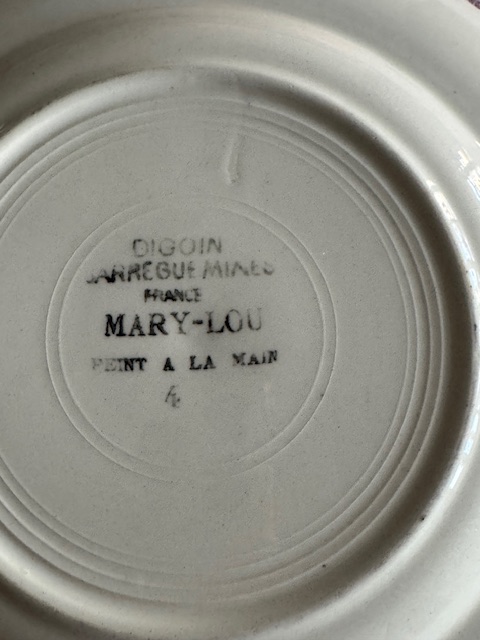 DIGOIN
SARREGUEMINES
FRANCE
MARY-LOU
PEINT A LA MAIN
4